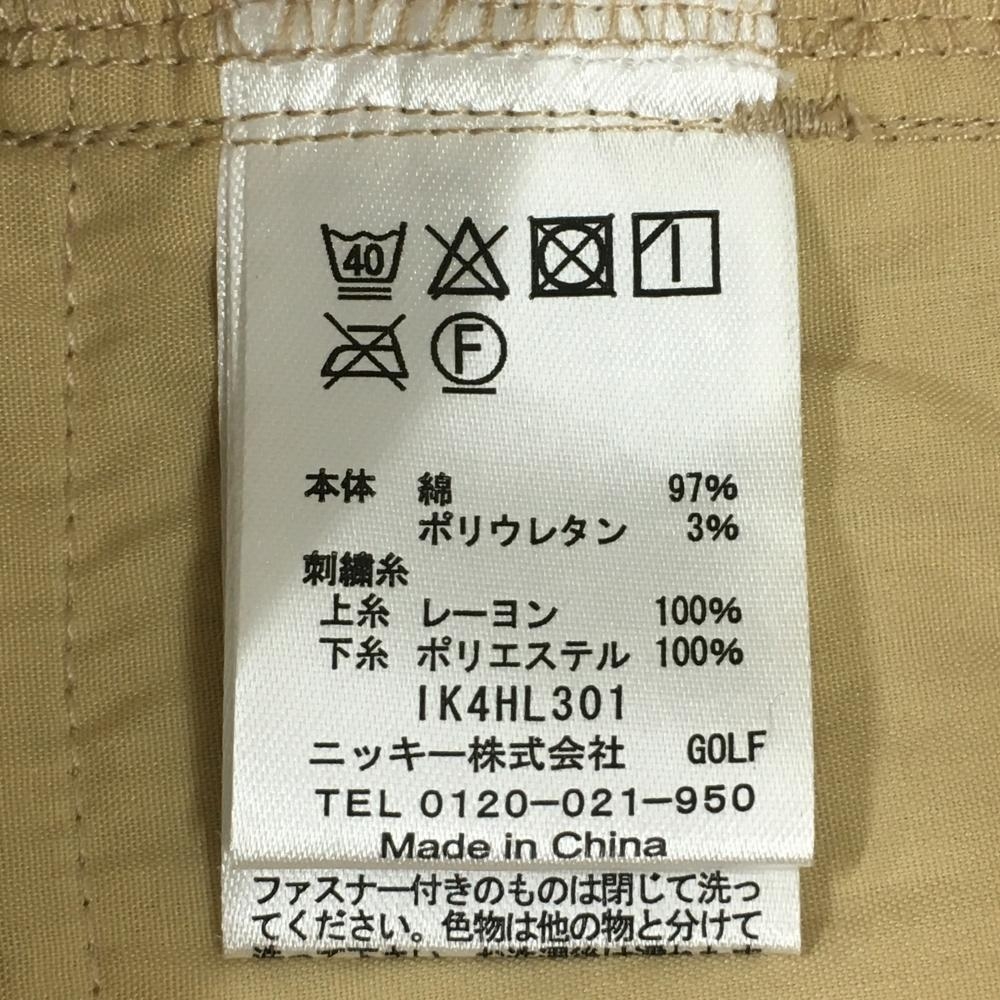 40
F
本体 綿 97%
ポリウレタン 3%
刺繍糸
上糸 レーヨン 100%
下糸 ポリエステル 100%
IK4HL301
ニッキー株式会社 GOLF
TEL 0120-021-950
Made in China
ファスナー付きのものは閉じて洗っ
てください。色物は他の物と分けて